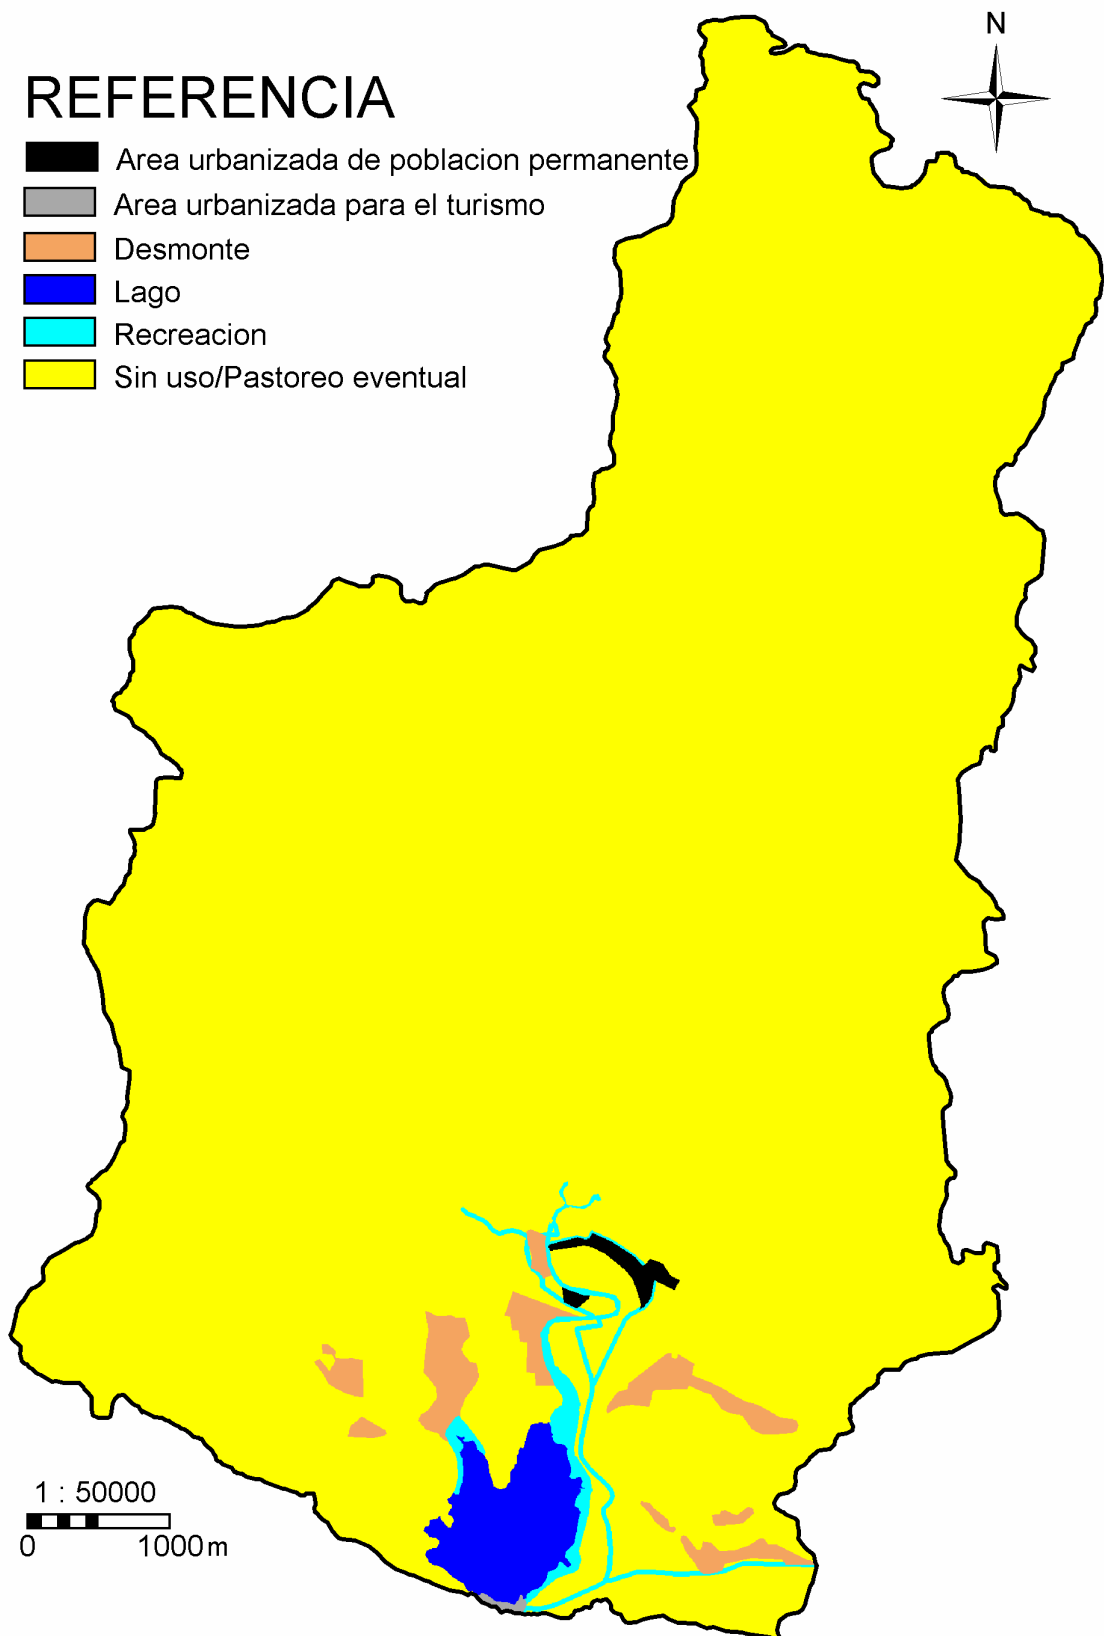 N
REFERENCIA
Area urbanizada de poblacion permanente
Area urbanizada para el turismo
Desmonte
Lago
Recreacion
Sin uso/Pastoreo eventual
1 : 50000
0 1000 m